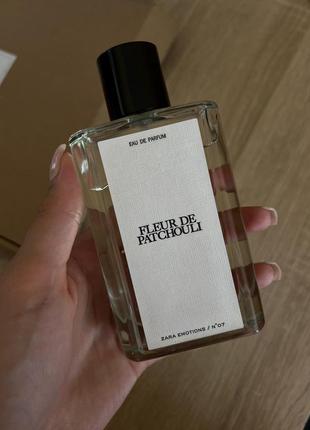 EAU DE PARFUM
FLEUR DE
PATCHOULI
ZARA EMOTIONS / N°07